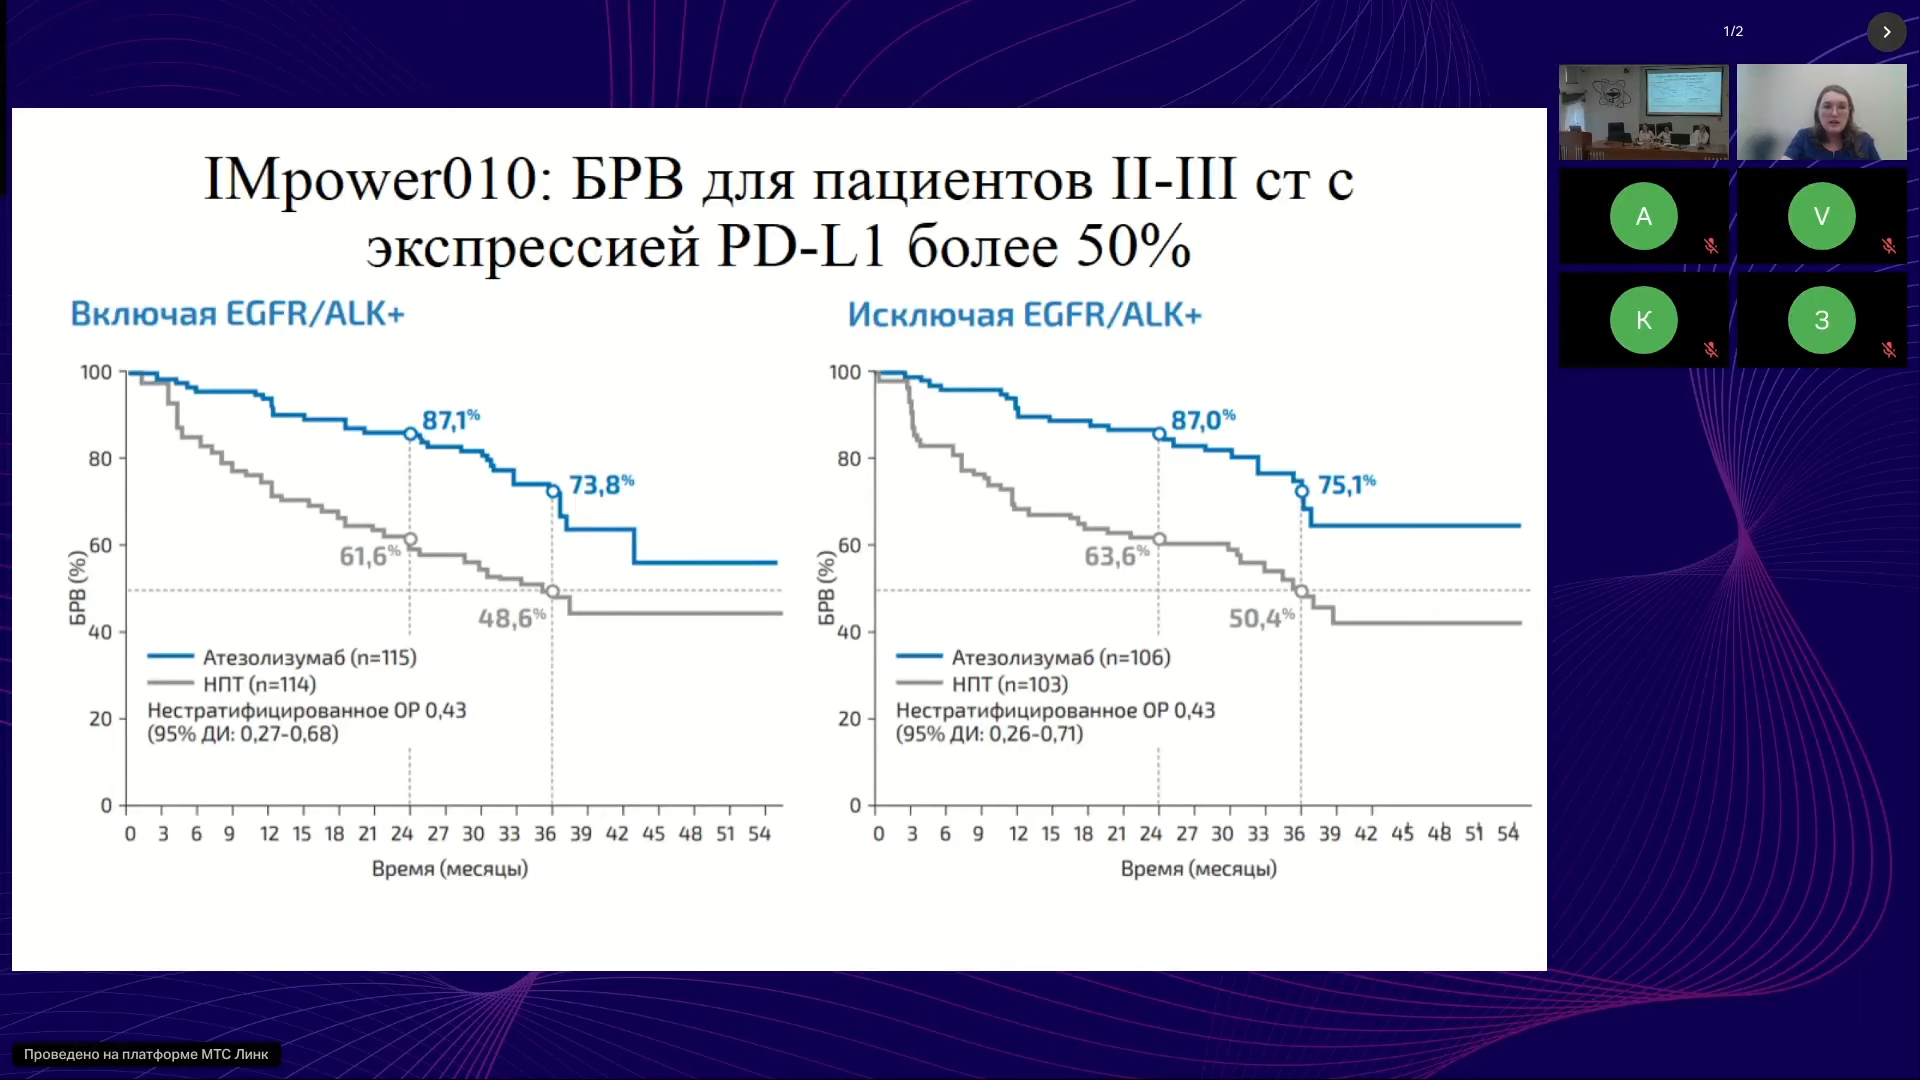 1/2
IMpower010: БРВ для пациентов II-III ст с
экспрессией PD-L1 более 50%
Включая EGFR/ALK+
100
80
60
40
20
0
БРВ (%)
87,1%
73,8%
61,6%
48,6%
Атезолизумаб (n=115)
НПТ (n=114)
Нестратифицированное ОР 0,43
(95% ДИ: 0,27-0,68)
0 3 6 9 12 15 18 21 24 27 30 33 36 39 42 45 48 51 54
Время (месяцы)
Исключая EGFR/ALK+
100
80
60
40
20
0
БРВ (%)
87,0%
75,1%
63,6%
50,4%
Атезолизумаб (n=106)
НПТ (n=103)
Нестратифицированное ОР 0,43
(95% ДИ: 0,26-0,71)
0 3 6 9 12 15 18 21 24 27 30 33 36 39 42 45 48 51 54
Время (месяцы)
A
V
К
З
Проведено на платформе МТС Линк